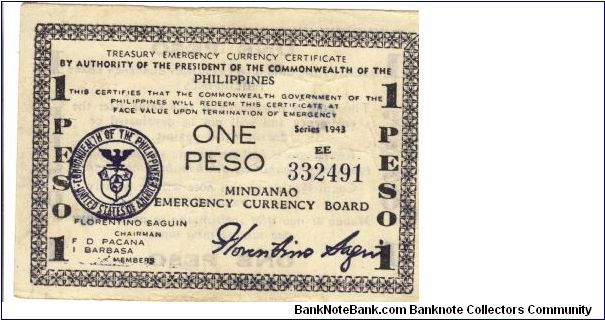 TREASURY EMERGENCY CURRENCY CERTIFICATE
BY AUTHORITY OF THE PRESIDENT OF THE COMMONWEALTH OF THE
PHILIPPINES
THIS CERTIFIES THAT THE COMMONWEALTH GOVERNMENT OF THE
PHILIPPINES WILL REDEEM THIS CERTIFICATE AT
FACE VALUE UPON TERMINATION OF EMERGENCY
1 PESO 1
ONE
PESO
Series 1943
EE
332491
MINDANAO
EMERGENCY CURRENCY BOARD
COMMONWEALTH OF THE PHILIPPINES
UNITED STATES OF AMERICA
FLORENTINO SAGUIN
CHAIRMAN
F D PACANA
I BARBASA
MEMBERS
Florentino Saguin
1 PESO 1
BankNoteBank.com Banknote Collectors Community